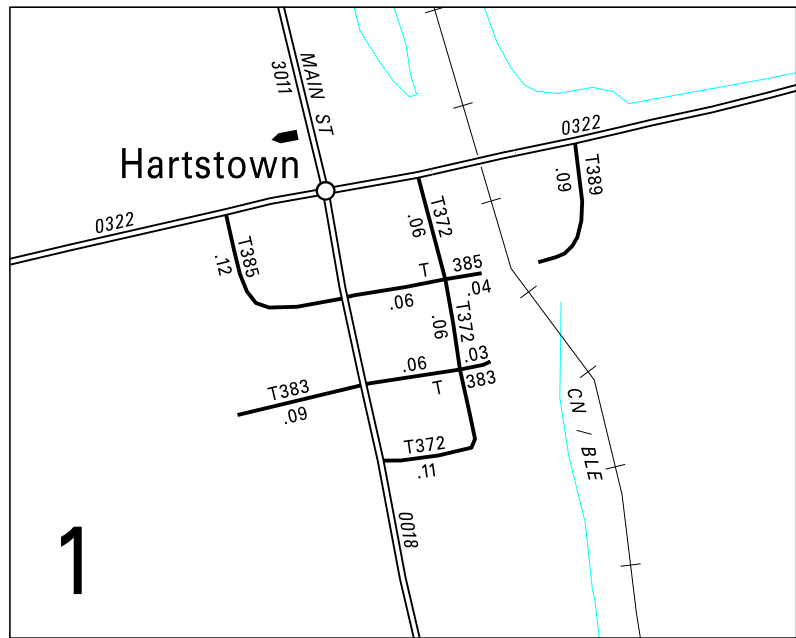 MAIN ST
3011
0322
Hartstown
T389
.09
0322
T372
.06
T385
.12
T 385
.04
.06
T372
.06
.03
.06
T 383
T383
.09
CN / BLE
T372
.11
0018
1